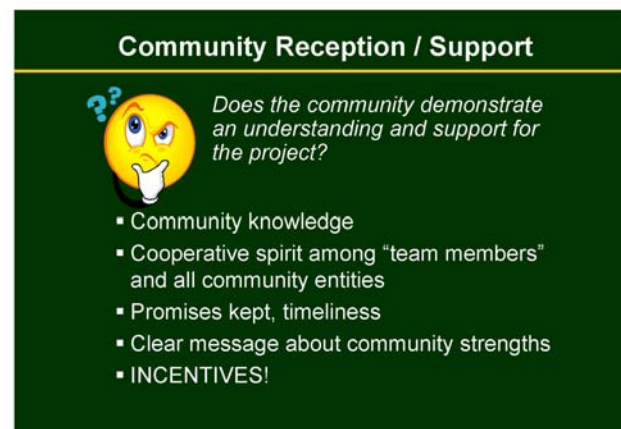 Community Reception / Support
??
Does the community demonstrate
an understanding and support for
the project?
▪ Community knowledge
▪ Cooperative spirit among “team members”
and all community entities
▪ Promises kept, timeliness
▪ Clear message about community strengths
▪ INCENTIVES!